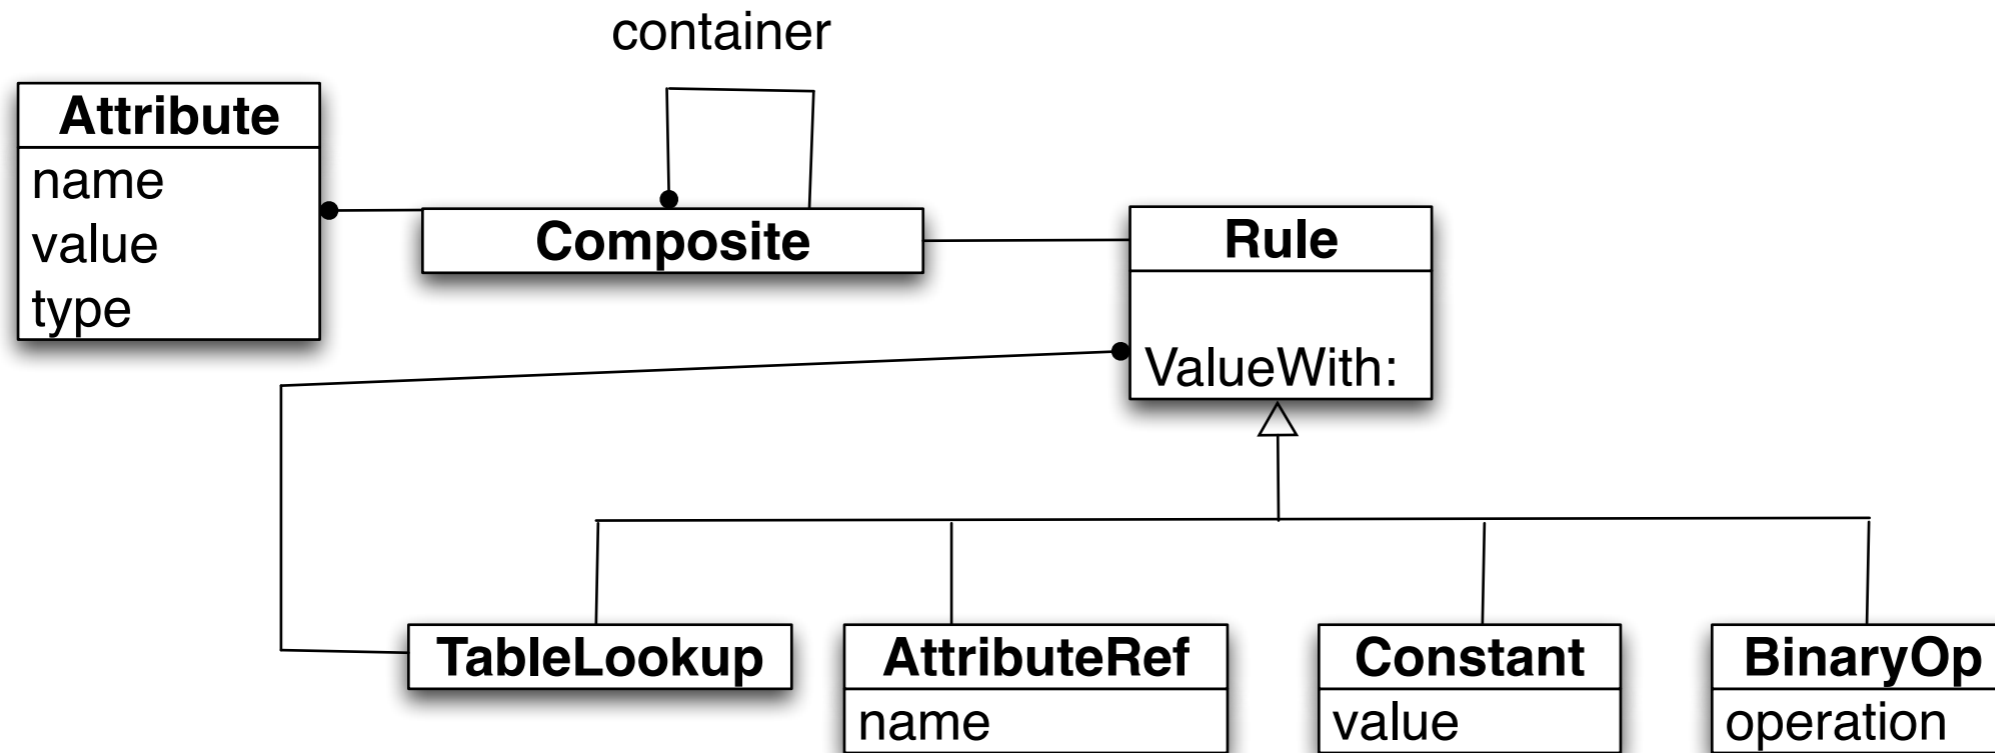 container
Attribute
name
value
type
Composite
Rule
ValueWith:
TableLookup
AttributeRef
name
Constant
value
BinaryOp
operation